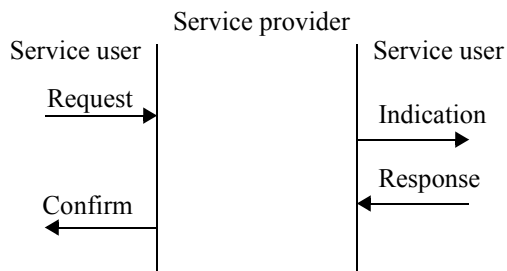 Service provider
Service user
Service user
Request
Indication
Response
Confirm